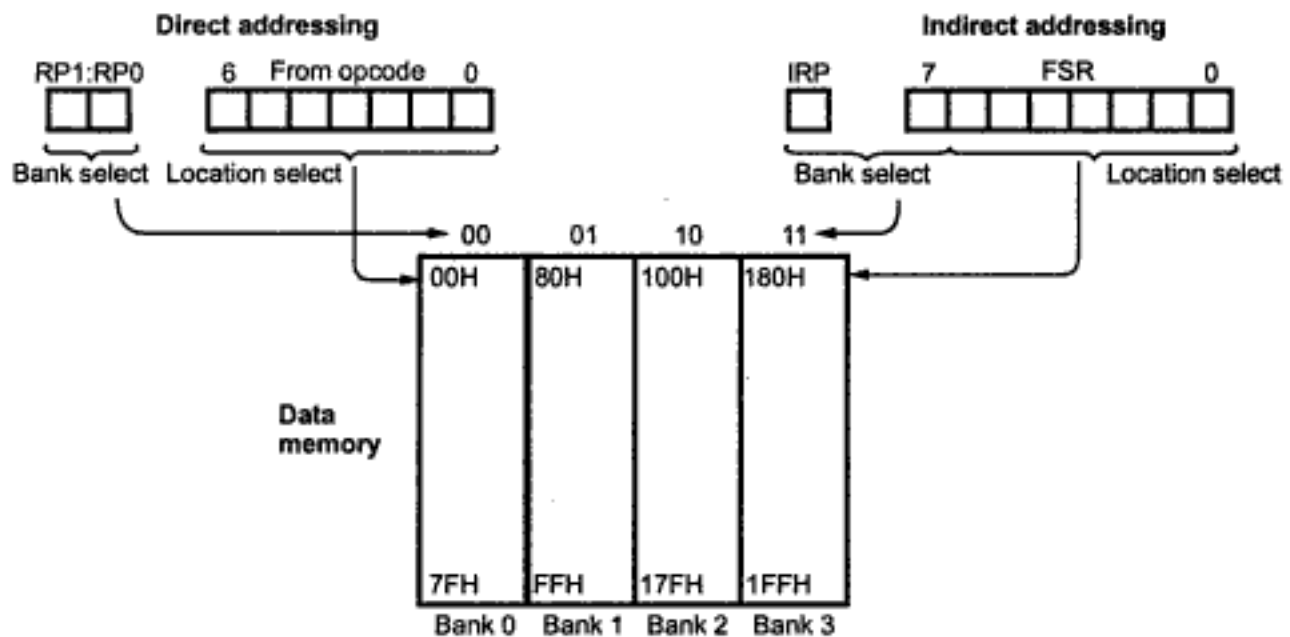 Direct addressing
Indirect addressing
RP1:RP0 6 From opcode 0
IRP 7 FSR 0
Bank select Location select
Bank select Location select
00 01 10 11
00H 80H 100H 180H
Data
memory
7FH FFH 17FH 1FFH
Bank 0 Bank 1 Bank 2 Bank 3